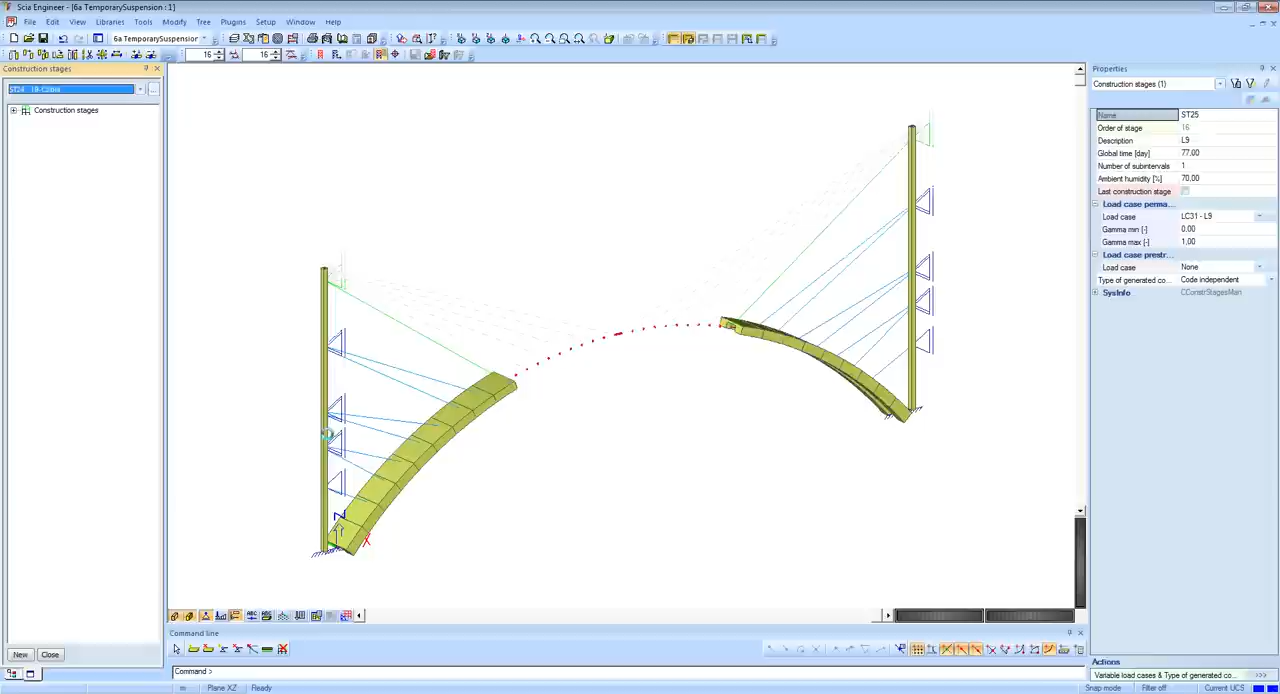 Scia Engineer - [6a TemporarySuspension : 1]
File Edit View Libraries Tools Modify Tree Plugins Setup Window Help
6a TemporarySuspension
16 16
Construction stages
Construction stages
New Close
N
X
Command line
Command >
m Plane XZ Ready
Snap mode Filter off Current UCS
Properties
Construction stages (1)
Name ST25
Order of stage 16
Description L9
Global time [day] 77,00
Number of subintervals 1
Ambient humidity [%] 70,00
Last construction stage
Load case perma...
Load case LC31 - L9
Gamma min [-] 0.00
Gamma max [-] 1,00
Load case prestr...
Load case None
Type of generated co... Code independent
SysInfo CConstrStagesMan
Actions
Variable load cases & Type of generated co... >>>